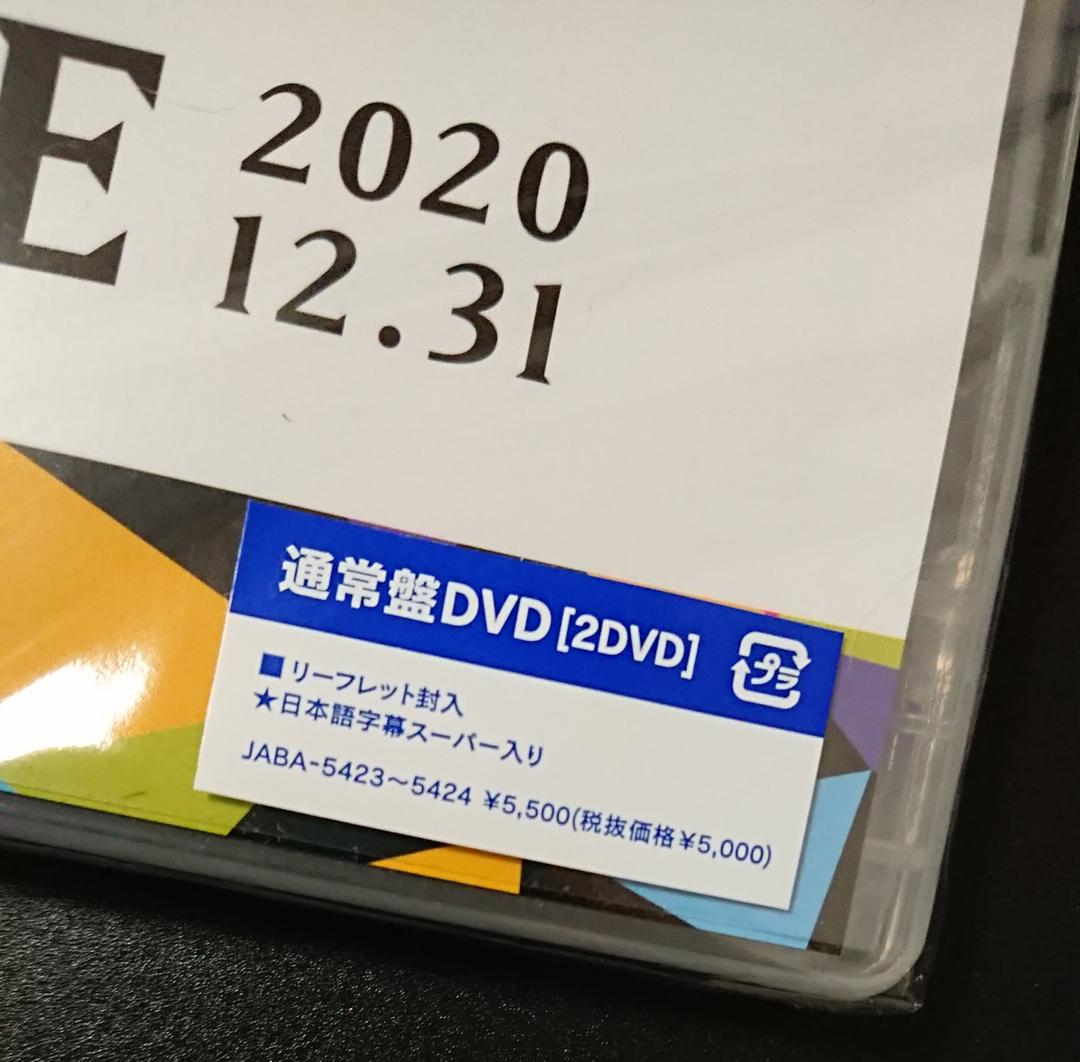 E
2020
12.31
通常盤DVD[2DVD]
プラ
■リーフレット封入
★日本語字幕スーパー入り
JABA-5423〜5424 ¥5,500(税抜価格¥5,000)